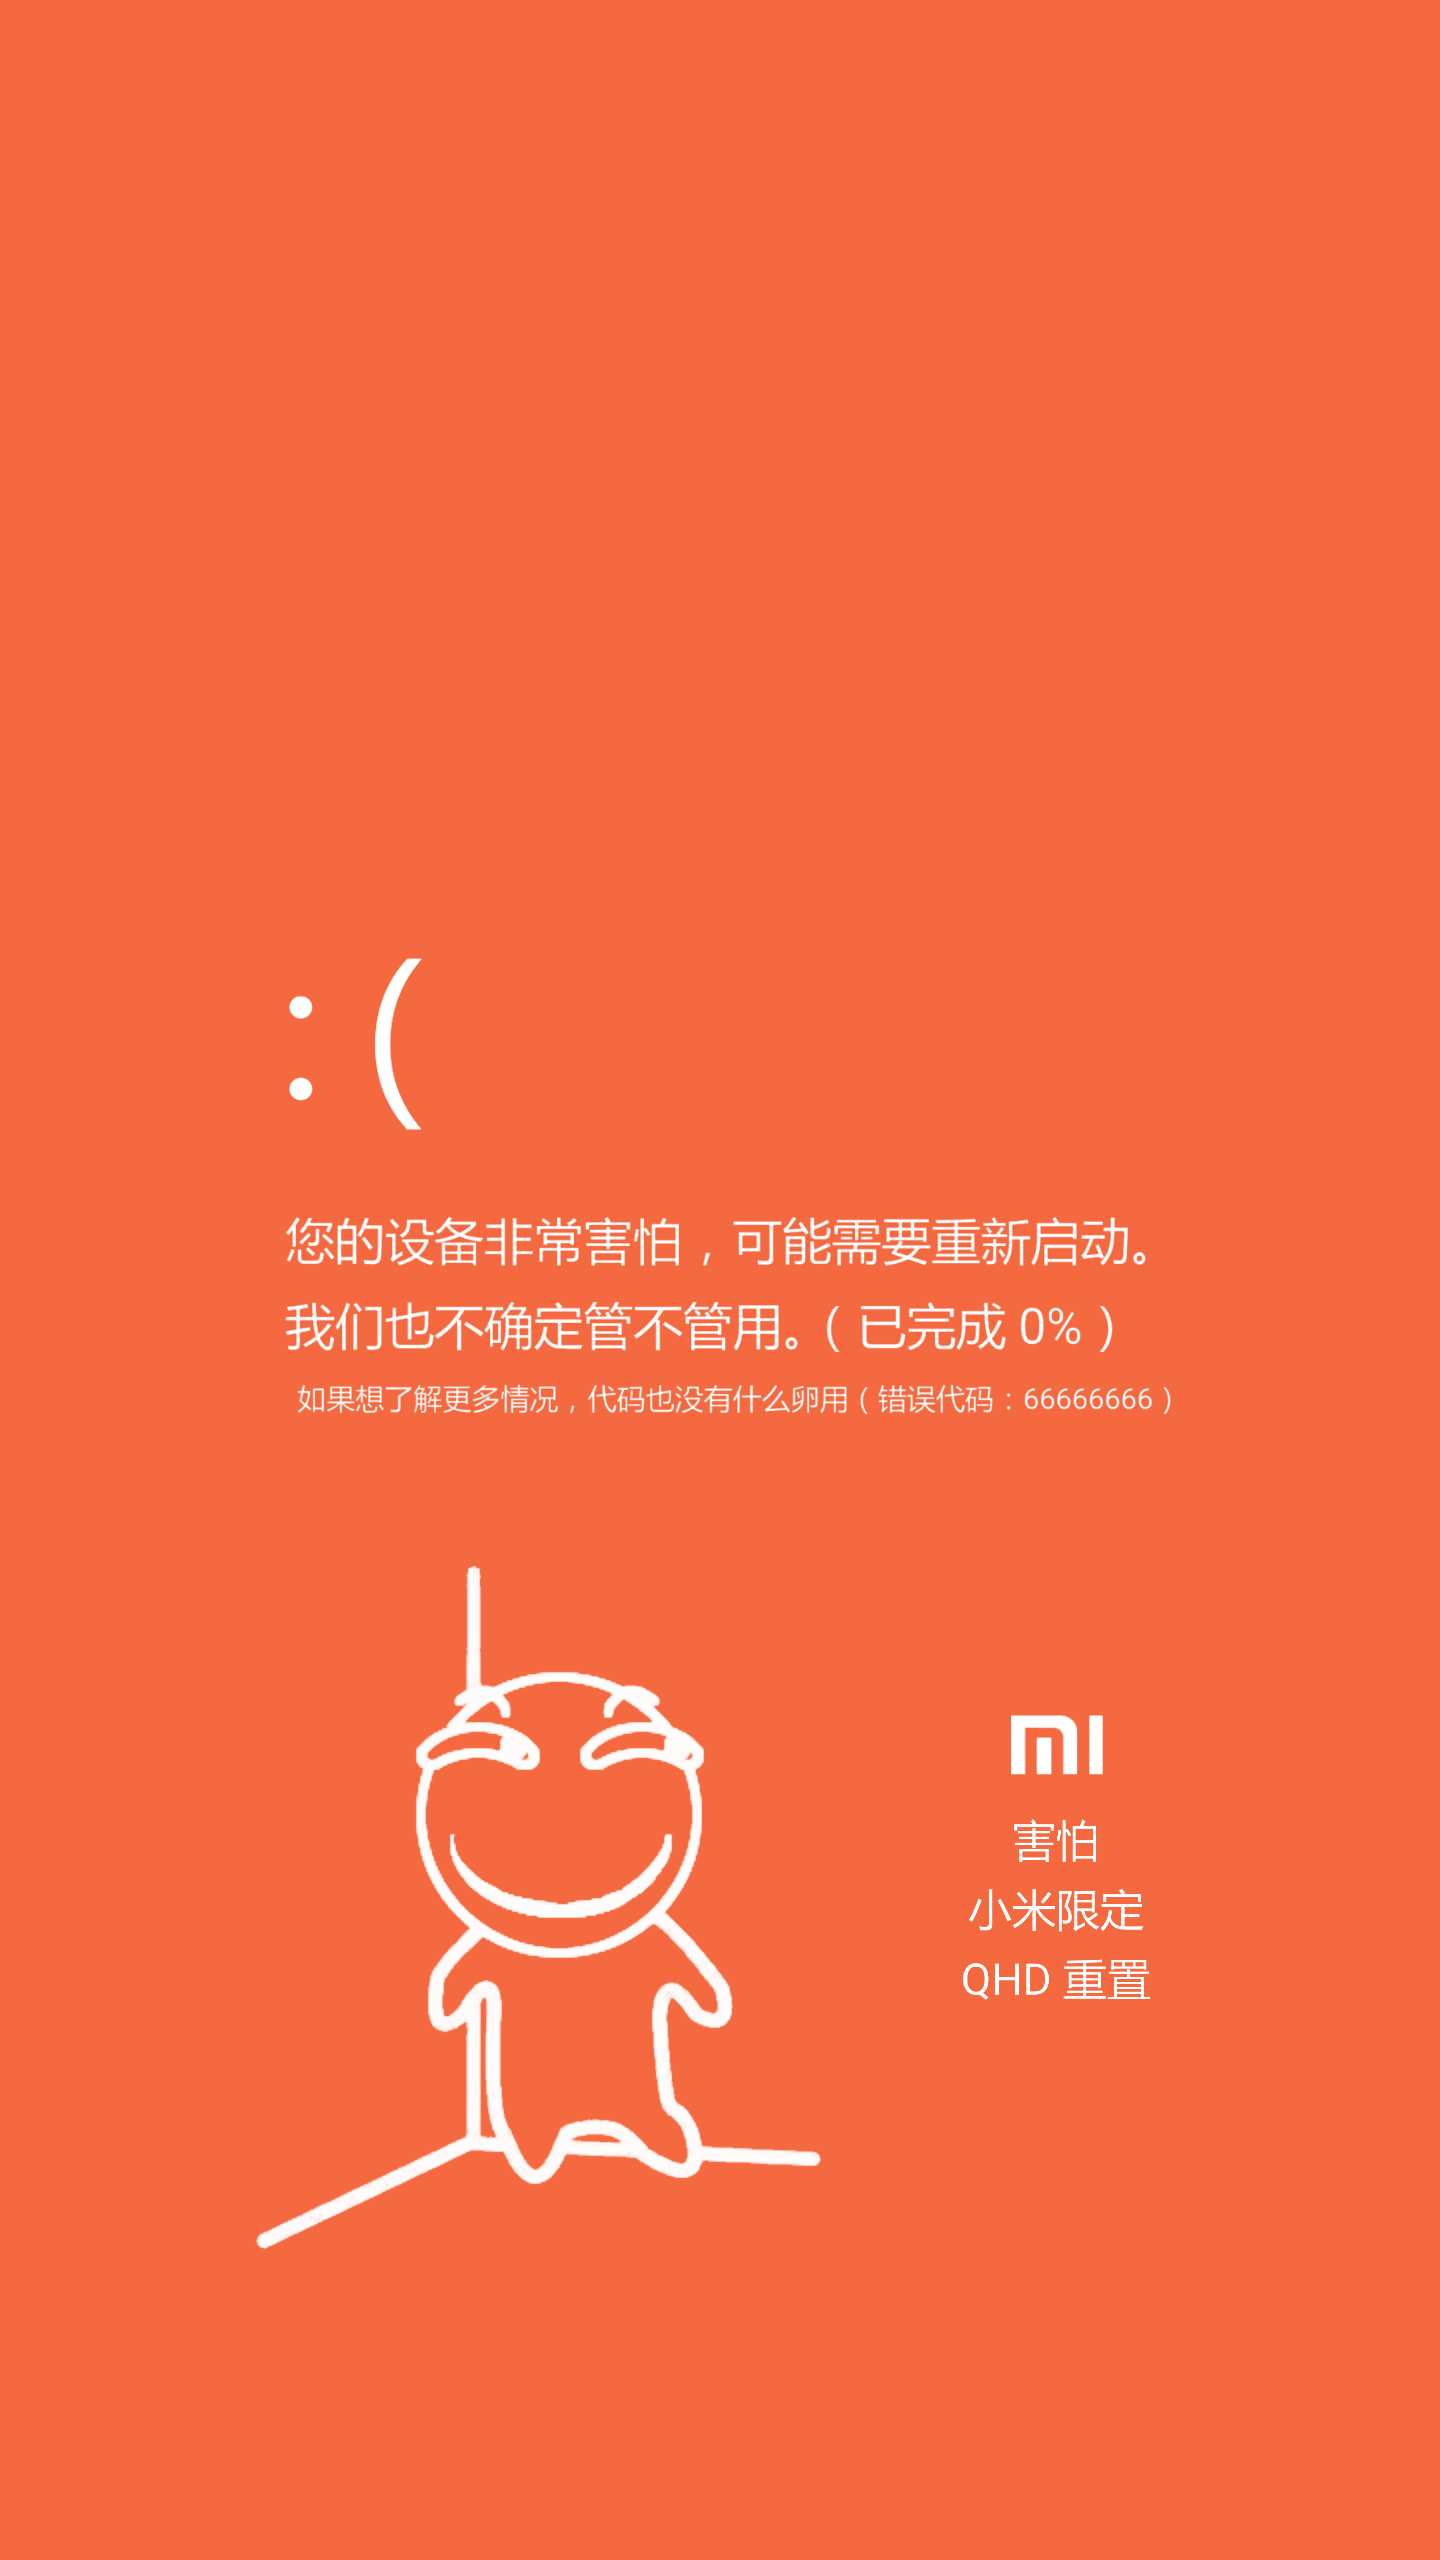 :(
您的设备非常害怕，可能需要重新启动。
我们也不确定管不管用。（已完成 0%）
如果想了解更多情况，代码也没有什么卵用（错误代码：66666666）
MI
害怕
小米限定
QHD 重置